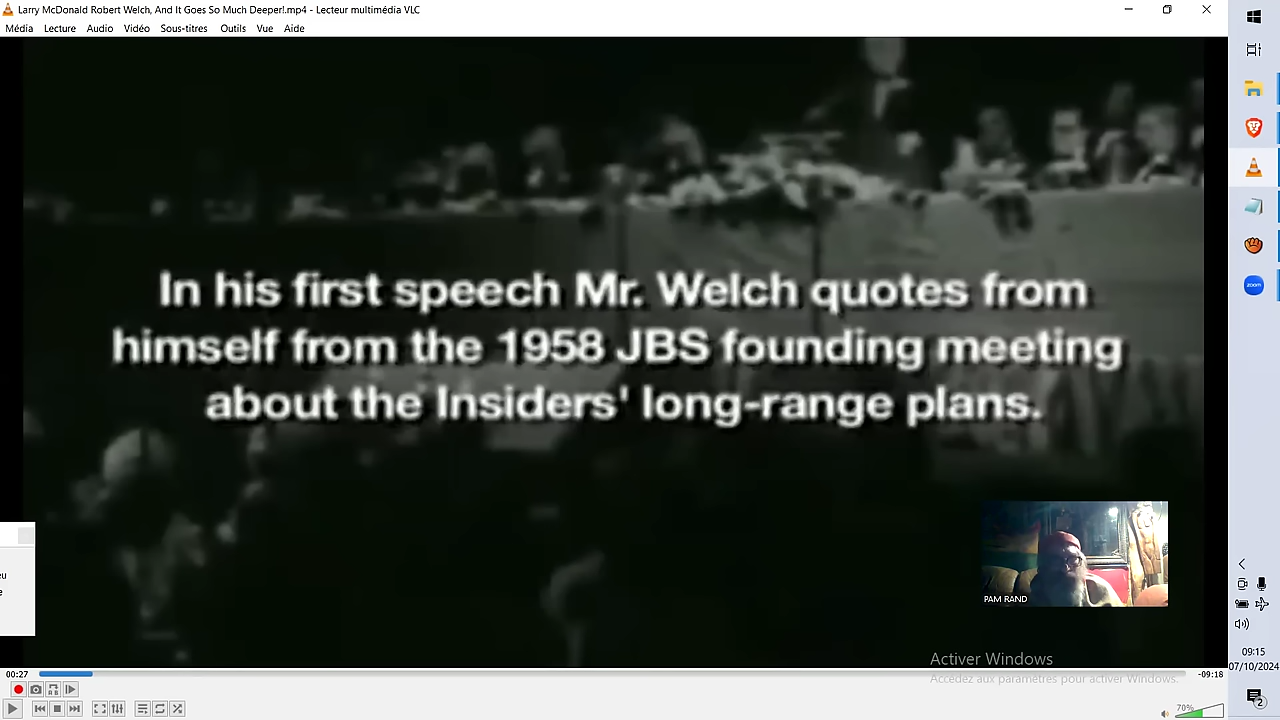 Larry McDonald Robert Welch, And It Goes So Much Deeper!.mp4 - Lecteur multimédia VLC
Média Lecture Audio Vidéo Sous-titres Outils Vue Aide
In his first speech Mr. Welch quotes from
himself from the 1958 JBS founding meeting
about the Insiders' long-range plans.
zoom
eu
e
PAM RAND
Activer Windows
Accédez aux paramètres pour activer Windows.
00:27
-09:18
70%
09:15
07/10/2024
2